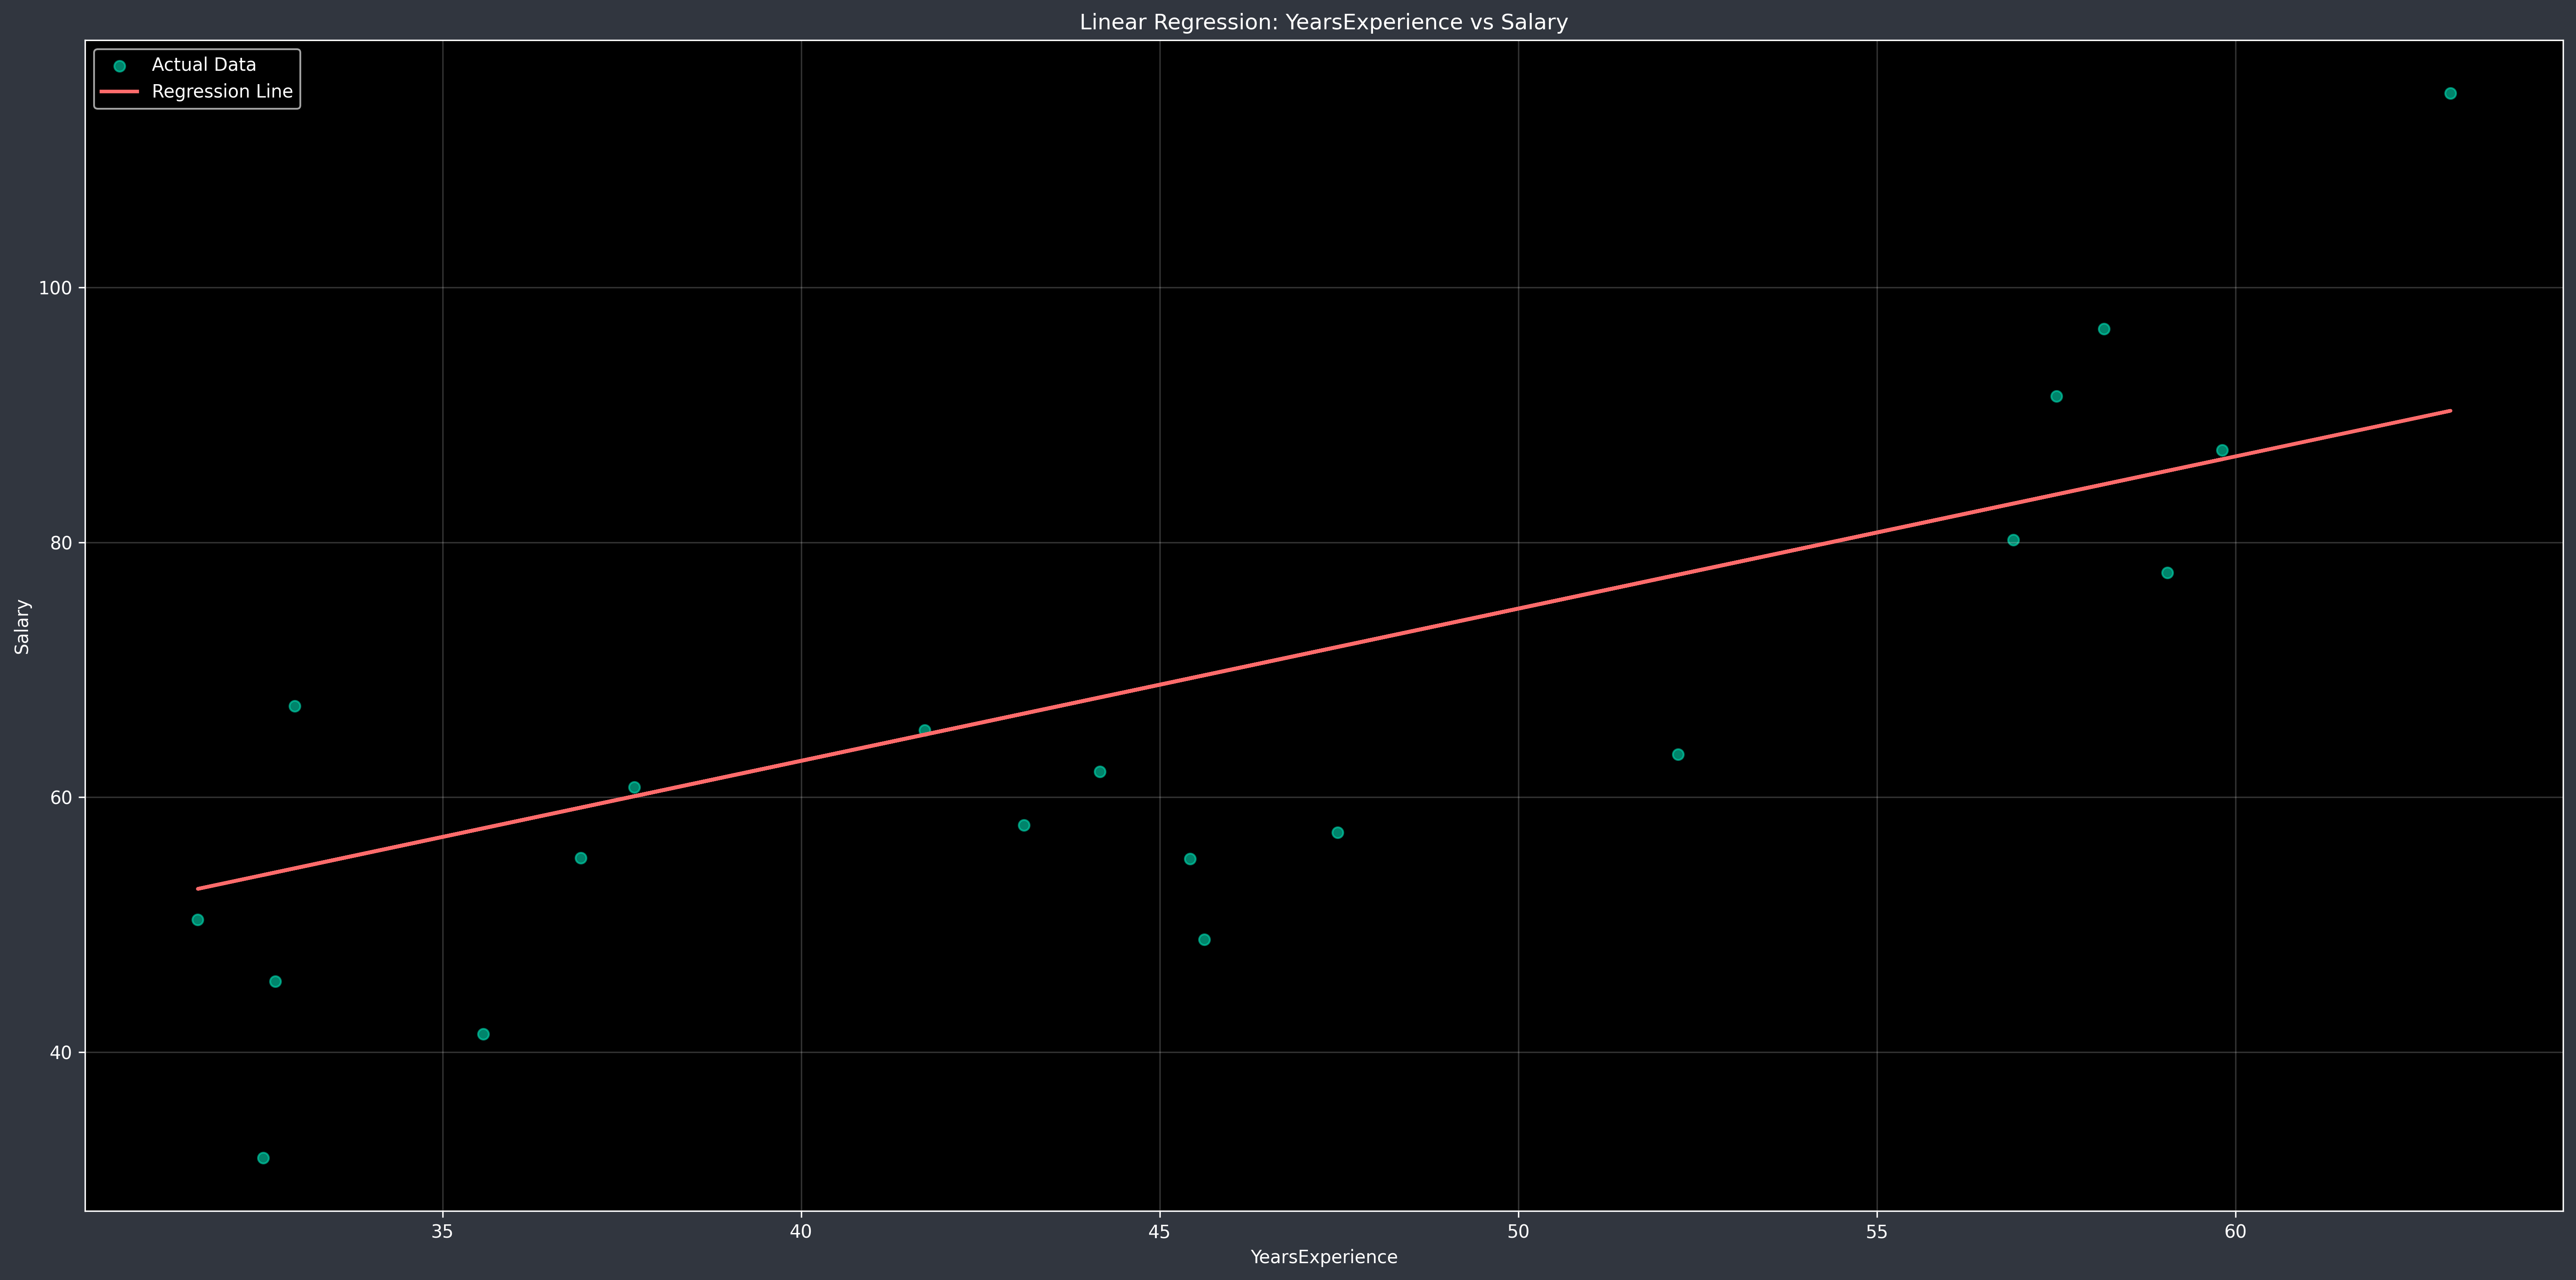 Linear Regression: YearsExperience vs Salary
Actual Data
Regression Line
100
80
60
40
Salary
35 40 45 50 55 60
YearsExperience